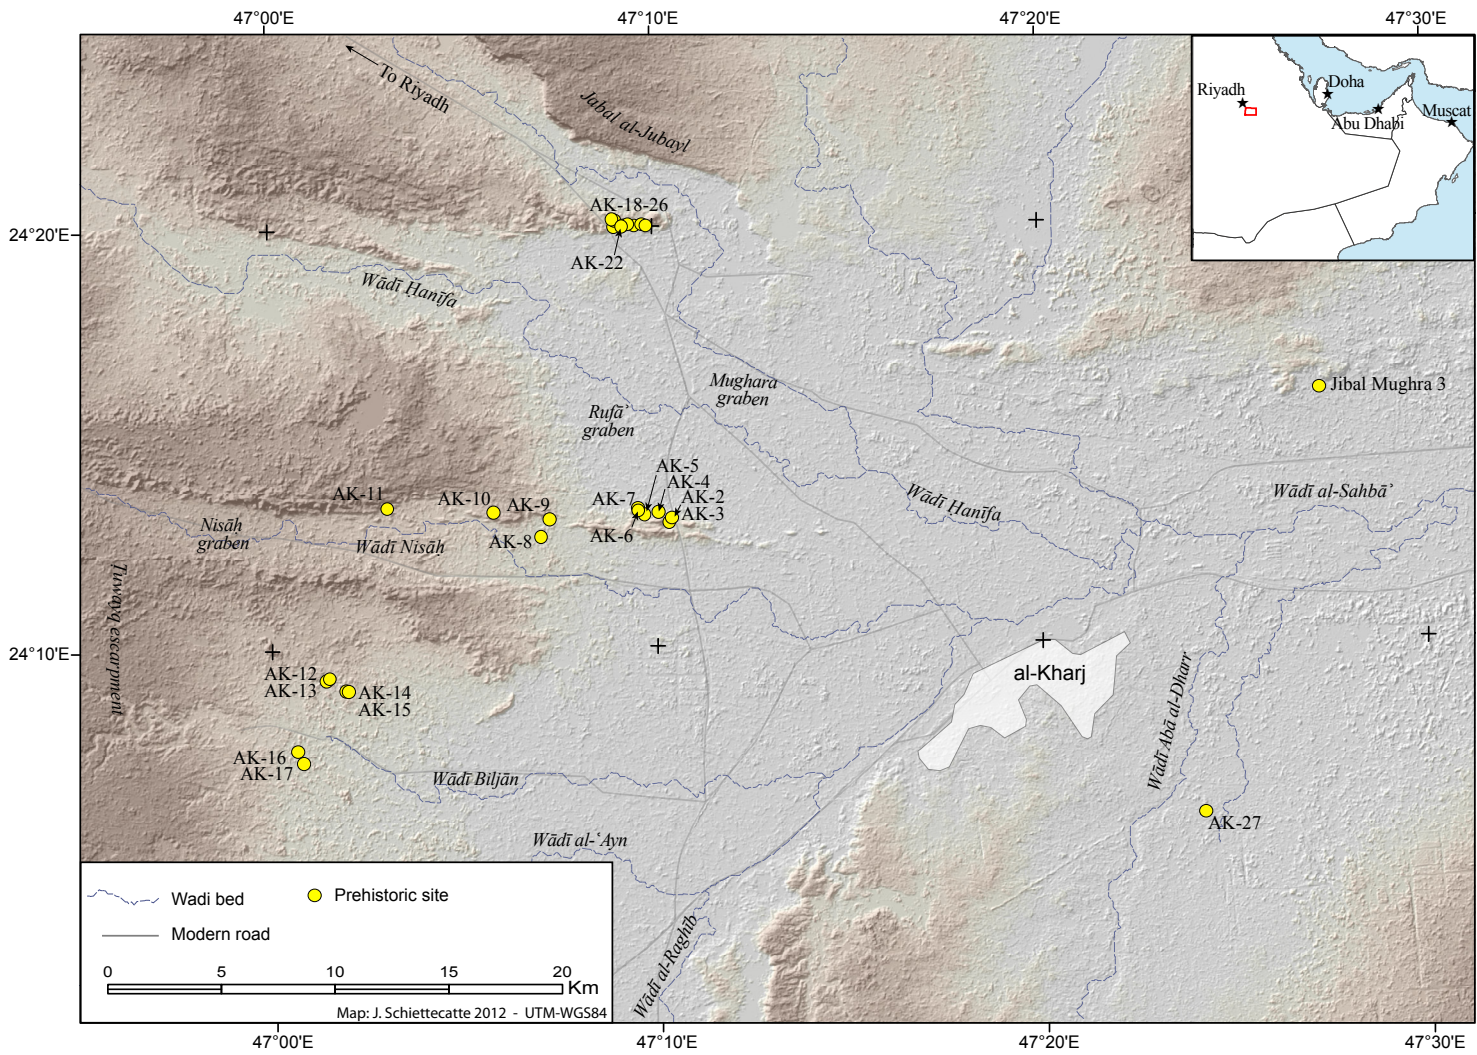 47°00'E
47°10'E
47°20'E
47°30'E
To Riyadh
Jabal al-Jubayl
Riyadh
Doha
Abu Dhabi
Muscat
AK-18-26
24°20'E
AK-22
Wādī Ḥanīfa
Mughara
graben
Jibal Mughra 3
Rufāʾ
graben
AK-5
AK-4
AK-11
AK-10
AK-9
AK-7
AK-2
AK-3
Wādī Ḥanīfa
Wādī al-Sahbāʾ
Nisāh
graben
Wādī Nisāh
AK-8
AK-6
Tuwayq escarpment
24°10'E
AK-12
AK-13
AK-14
AK-15
al-Kharj
Wādī Abā al-Dharr
AK-16
AK-17
Wādī Biljān
AK-27
Wādī al-ʿAyn
Wādī al-Raghīb
Wadi bed
Prehistoric site
Modern road
0 5 10 15 20
Km
Map: J. Schiettecatte 2012 - UTM-WGS84
47°00'E
47°10'E
47°20'E
47°30'E